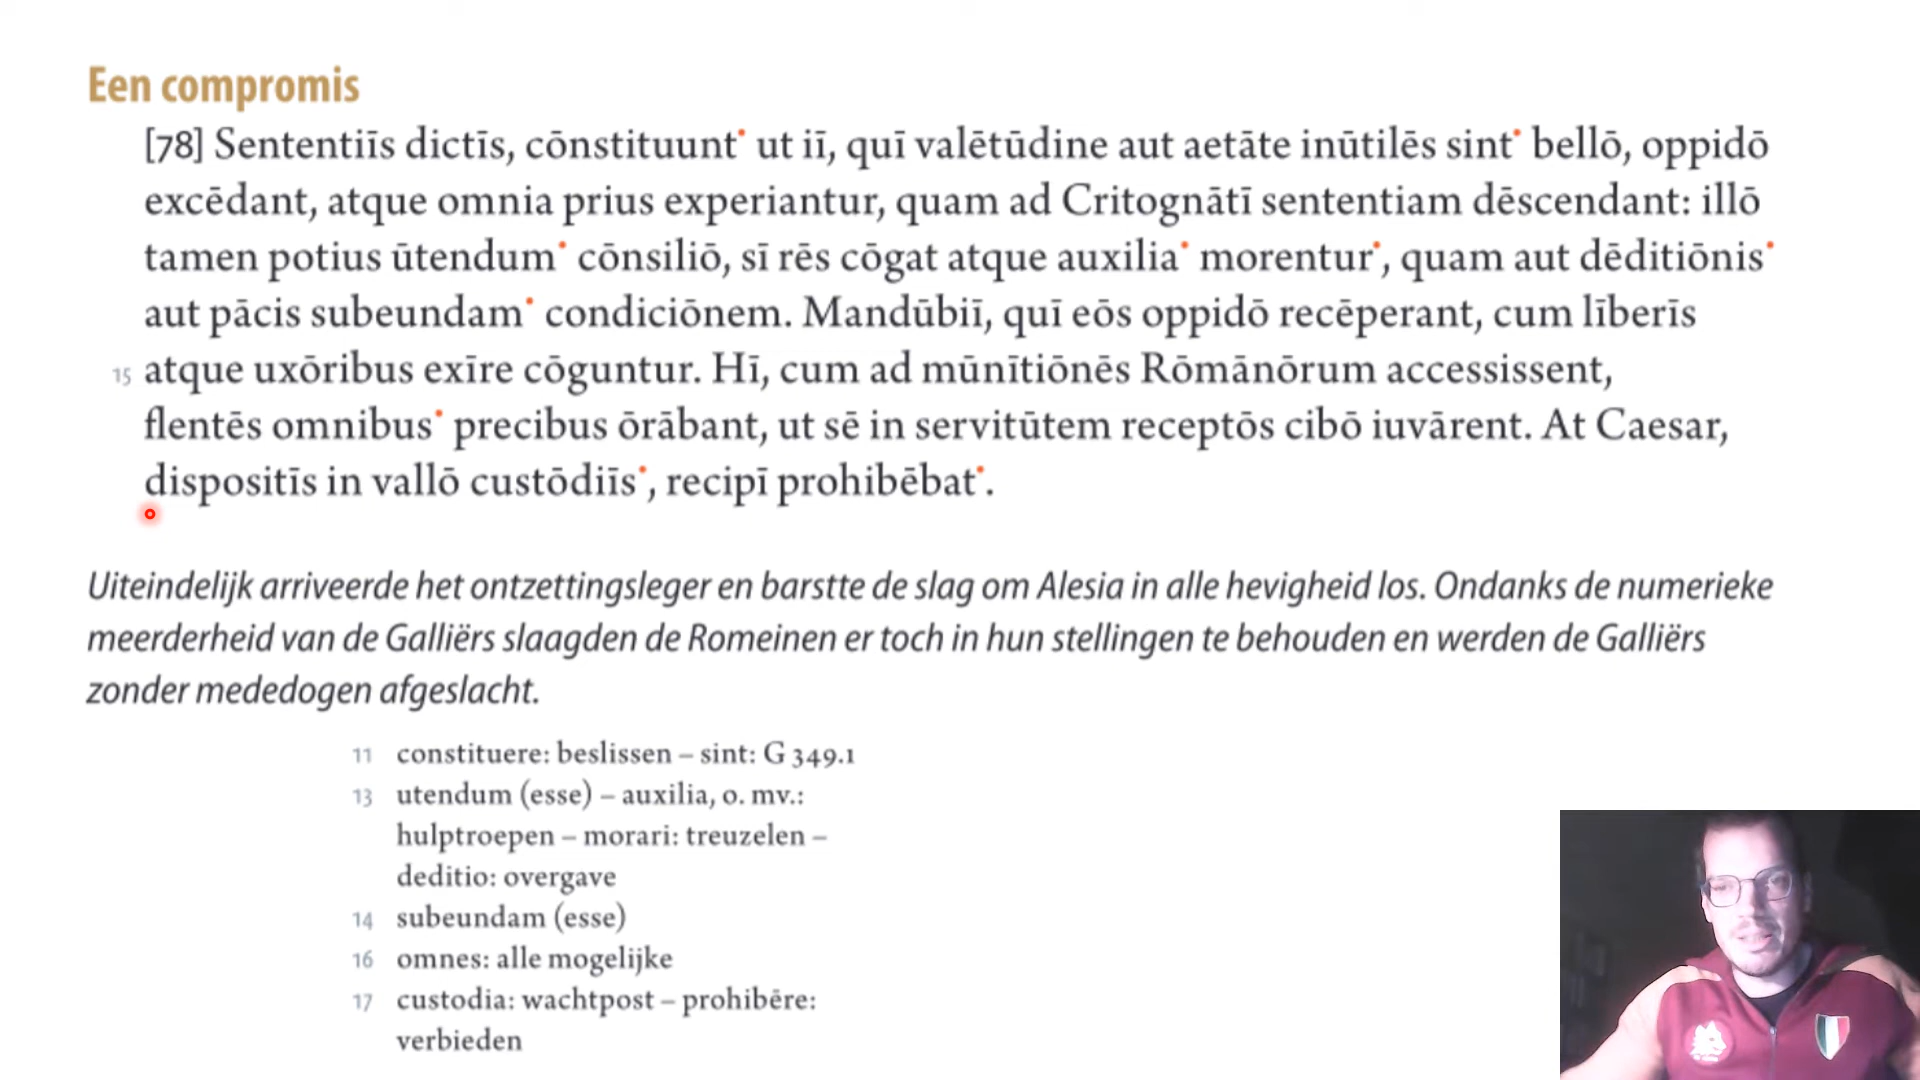 Een compromis
[78] Sententiīs dictīs, cōnstituunt• ut iī, quī valētūdine aut aetāte inūtilēs sint• bellō, oppidō
excēdant, atque omnia prius experiantur, quam ad Critognātī sententiam dēscendant: illō
tamen potius ūtendum• cōnsiliō, sī rēs cōgat atque auxilia• morentur•, quam aut dēditiōnis•
aut pācis subeundam• condiciōnem. Mandūbiī, quī eōs oppidō recēperant, cum līberīs
15 atque uxōribus exīre cōguntur. Hī, cum ad mūnītiōnēs Rōmānōrum accessissent,
flentēs omnibus• precibus ōrābant, ut sē in servitūtem receptōs cibō iuvārent. At Caesar,
dispositīs in vallō custōdiīs•, recipī prohibēbat•.
Uiteindelijk arriveerde het ontzettingsleger en barstte de slag om Alesia in alle hevigheid los. Ondanks de numerieke
meerderheid van de Galliërs slaagden de Romeinen er toch in hun stellingen te behouden en werden de Galliërs
zonder mededogen afgeslacht.
11 constituere: beslissen – sint: G 349.1
13 utendum (esse) – auxilia, o. mv.:
hulptroepen – morari: treuzelen –
deditio: overgave
14 subeundam (esse)
16 omnes: alle mogelijke
17 custodia: wachtpost – prohibēre:
verbieden